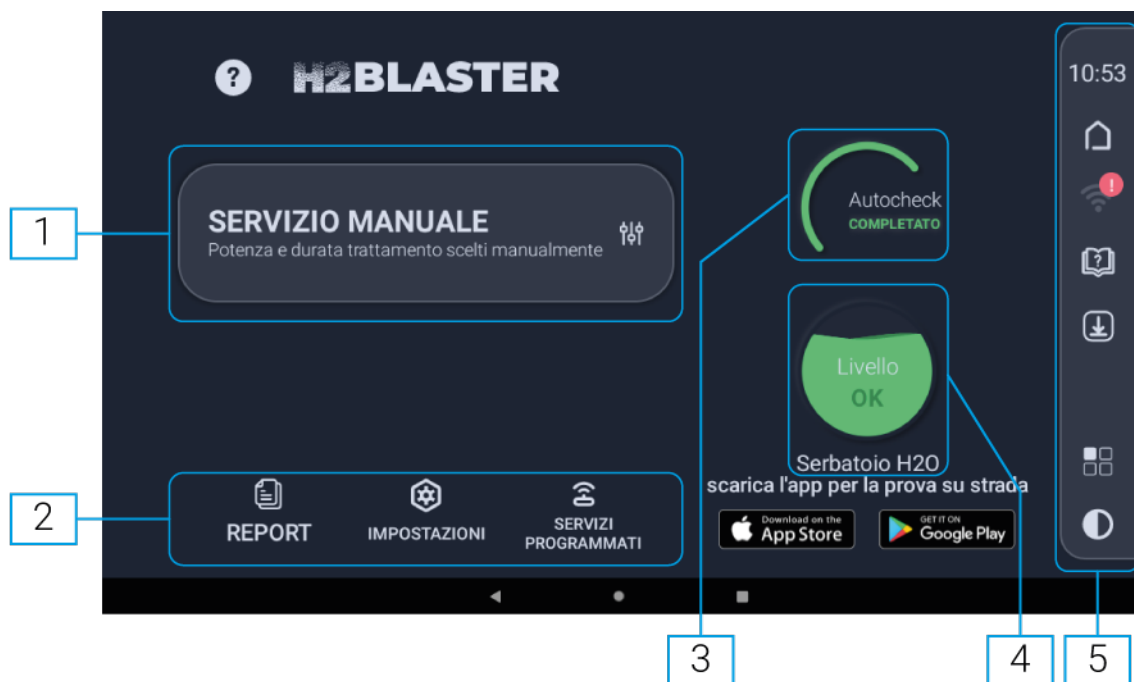 H2BLASTER
10:53
SERVIZIO MANUALE
Potenza e durata trattamento scelti manualmente
Autocheck
COMPLETATO
1
Livello
OK
Serbatoio H2O
scarica l'app per la prova su strada
REPORT
IMPOSTAZIONI
SERVIZI
PROGRAMMATI
Download on the
App Store
GET IT ON
Google Play
2
3
4
5